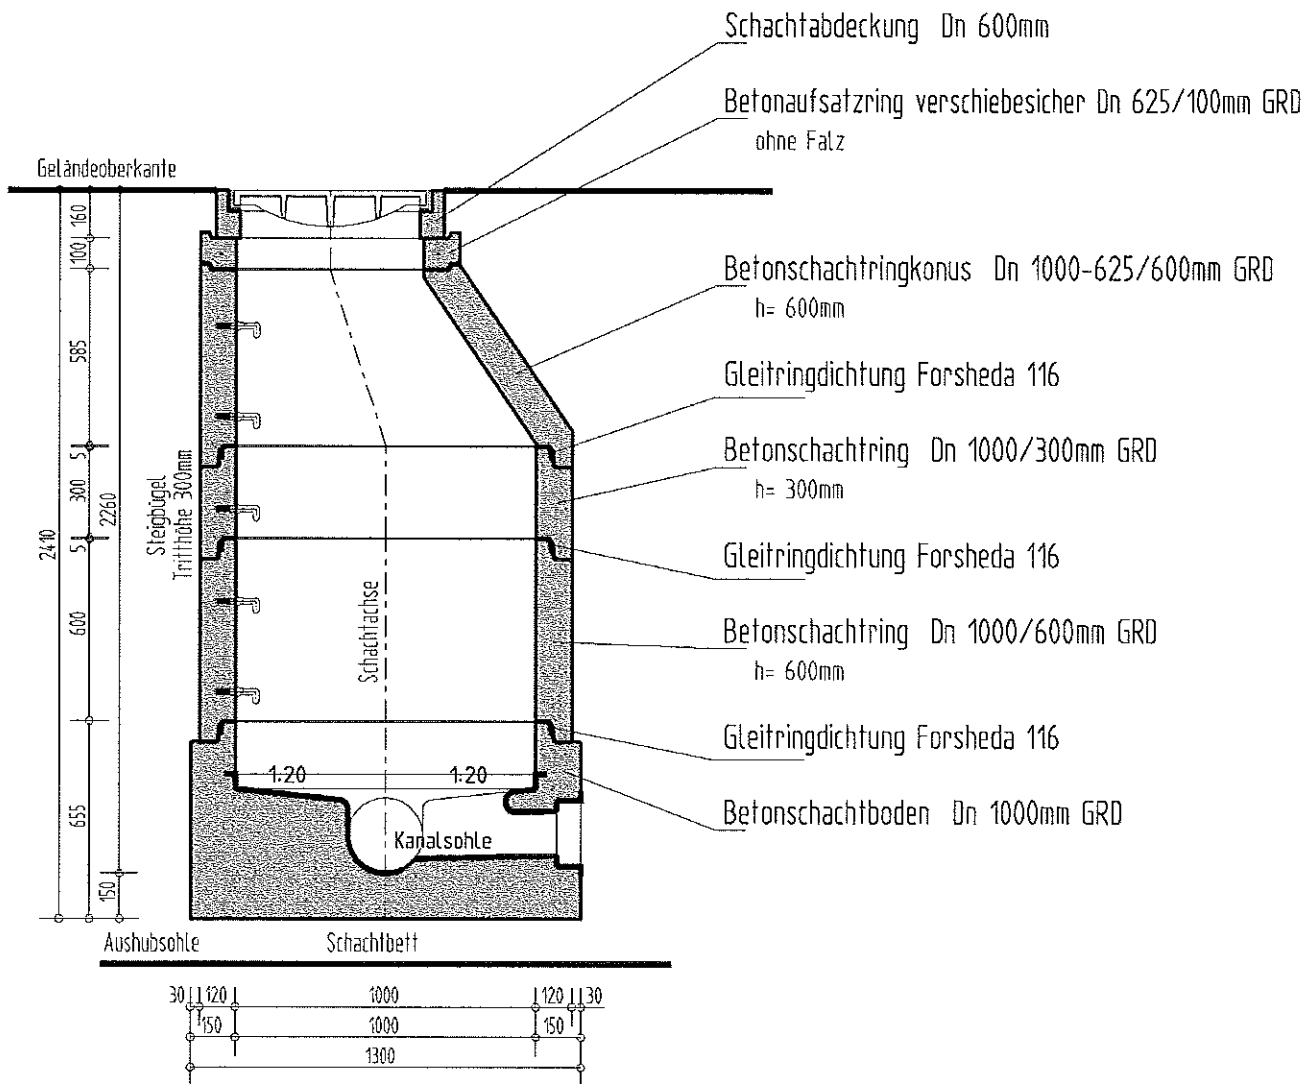 Schachtabdeckung Dn 600mm
Betonaufsatzring verschiebesicher Dn 625/100mm GRD
ohne Falz
Geländeoberkante
160
100
585
5
300
5
600
655
2410
2260
150
Steigbügel
Tritthöhe 300mm
Schachtachse
Betonschachtringkonus Dn 1000-625/600mm GRD
h= 600mm
Gleitringdichtung Forsheda 116
Betonschachtring Dn 1000/300mm GRD
h= 300mm
Gleitringdichtung Forsheda 116
Betonschachtring Dn 1000/600mm GRD
h= 600mm
Gleitringdichtung Forsheda 116
Betonschachtboden Dn 1000mm GRD
1:20 1:20
Kanalsohle
Aushubsohle Schachtbett
30 120 1000 120 30
150 1000 150
1300